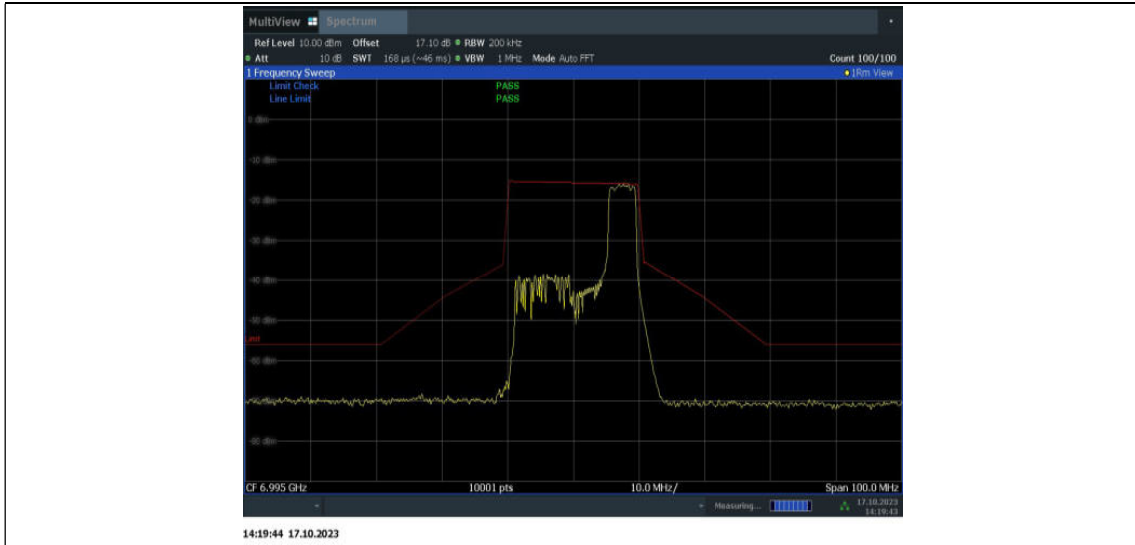 MultiView Spectrum
Ref Level 10.00 dBm Offset 17.10 dB RBW 200 kHz
Att 10 dB SWT 168 µs (~46 ms) VBW 1 MHz Mode Auto FFT Count 100/100
1 Frequency Sweep 1Rm View
Limit Check PASS
Line Limit PASS
0 dBm
-10 dBm
-20 dBm
-30 dBm
-40 dBm
-50 dBm
-60 dBm
-80 dBm
CF 6.995 GHz 10001 pts 10.0 MHz/ Span 100.0 MHz
Measuring... 17.10.2023
14:19:43
14:19:44 17.10.2023